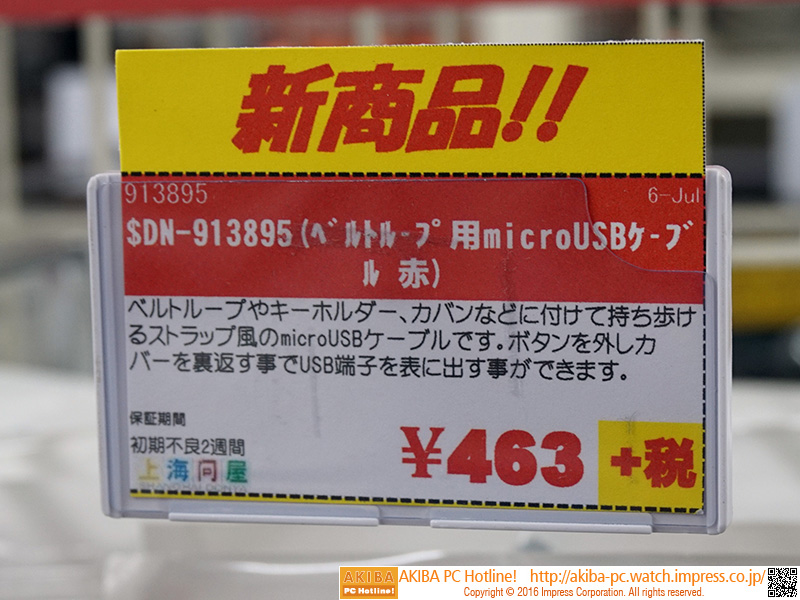 新商品!!
913895
6-Jul
$DN-913895(ﾍﾞﾙﾄﾙｰﾌﾟ用microUSBｹｰﾌﾞ
ﾙ 赤)
ベルトループやキーホルダー、カバンなどに付けて持ち歩け
るストラップ風のmicroUSBケーブルです。ボタンを外しカ
バーを裏返す事でUSB端子を表に出す事ができます。
保証期間
初期不良2週間
上海問屋
SHANGHAI DONYA
¥463
+税
AKIBA
PC Hotline!
AKIBA PC Hotline! http://akiba-pc.watch.impress.co.jp/
Copyright © 2016 Impress Corporation. All rights reserved.